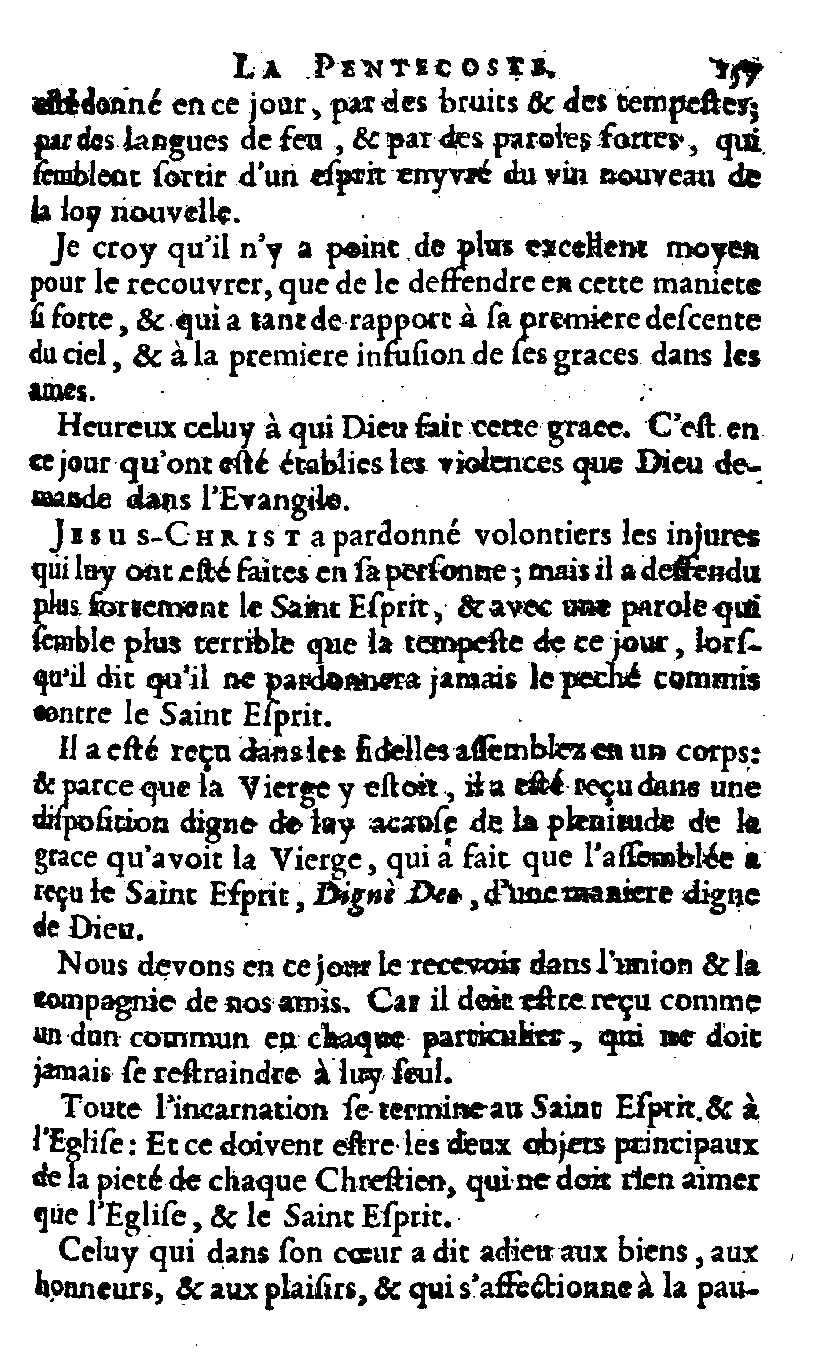 LA PENTECOSTE. 157
esté donné en ce jour, par des bruits & des tempestes;
par des langues de feu, & par des paroles fortes, qui
semblent sortir d'un esprit enyvré du vin nouveau de
la loy nouvelle.
Je croy qu'il n'y a point de plus excellent moyen
pour le recouvrer, que de le deffendre en cette maniere
si forte, & qui a tant de rapport à sa premiere descente
du ciel, & à la premiere infusion de ses graces dans les
ames.
Heureux celuy à qui Dieu fait cette grace. C'est en
ce jour qu'ont esté établies les violences que Dieu de-
mande dans l'Evangile.
JESUS-CHRIST a pardonné volontiers les injures
qui luy ont esté faites en sa personne; mais il a deffendu
plus fortement le Saint Esprit, & avec une parole qui
semble plus terrible que la tempeste de ce jour, lors-
qu'il dit qu'il ne pardonnera jamais le peché commis
contre le Saint Esprit.
Il a esté reçu dans les fidelles assemblez en un corps:
& parce que la Vierge y estoit, il a esté reçu dans une
disposition digne de luy acause de la plenitude de la
grace qu'avoit la Vierge, qui à fait que l'assemblée a
reçu le Saint Esprit, Dignè Deo, d'une maniere digne
de Dieu.
Nous devons en ce jour le recevoir dans l'union & la
compagnie de nos amis. Car il doit estre reçu comme
un don commun en chaque particulier, qui ne doit
jamais se restraindre à luy seul.
Toute l'incarnation se termine au Saint Esprit, & à
l'Eglise: Et ce doivent estre les deux objets principaux
de la pieté de chaque Chrestien, qui ne doit rien aimer
que l'Eglise, & le Saint Esprit.
Celuy qui dans son cœur a dit adieu aux biens, aux
honneurs, & aux plaisirs, & qui s'affectionne à la pau-